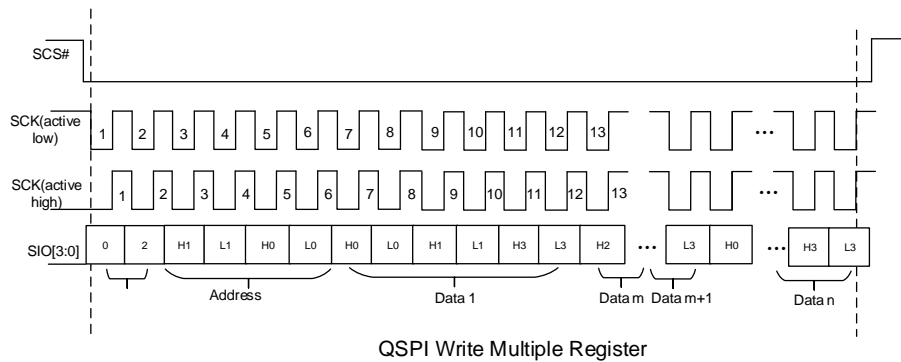 SCS#
SCK(active low)
1 2 3 4 5 6 7 8 9 10 11 12 13 ...
SCK(active high)
1 2 3 4 5 6 7 8 9 10 11 12 13 ...
SIO[3:0] 0 2 H1 L1 H0 L0 H0 L0 H1 L1 H3 L3 H2 ... L3 H0 ... H3 L3
Address Data 1 Data m Data m+1 Data n
QSPI Write Multiple Register